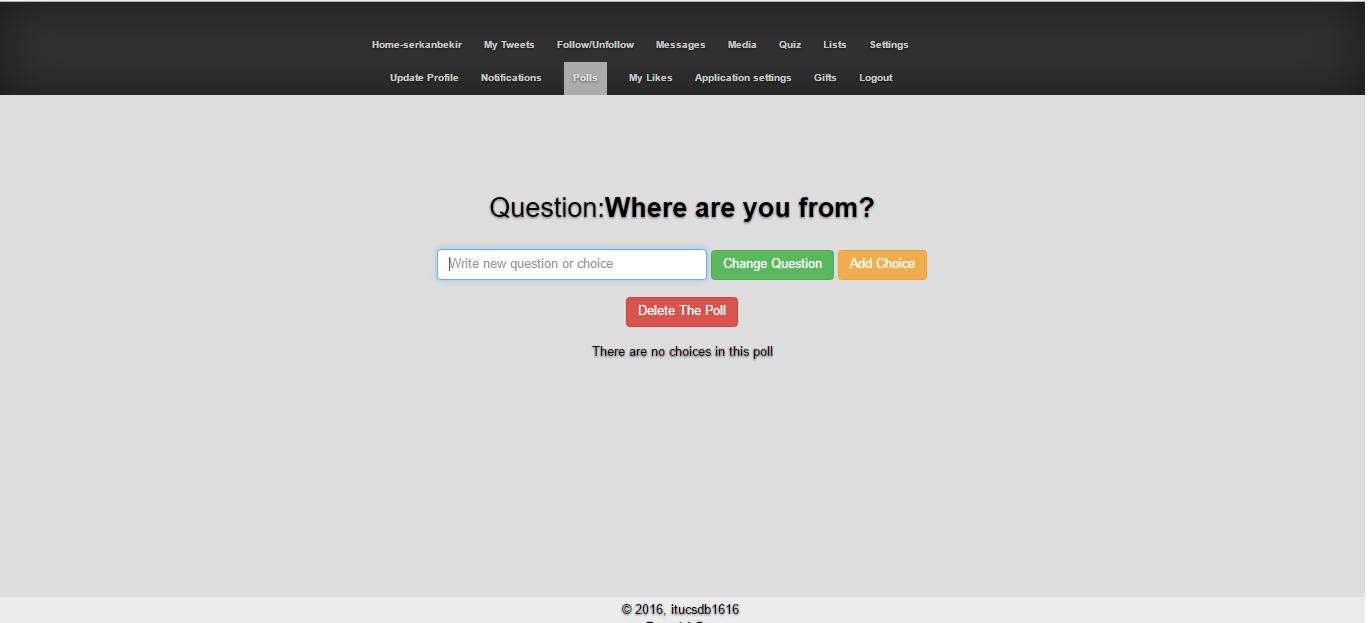 Home-serkanbekir My Tweets Follow/Unfollow Messages Media Quiz Lists Settings
Update Profile Notifications Polls My Likes Application settings Gifts Logout
Question:Where are you from?
Write new question or choice Change Question Add Choice
Delete The Poll
There are no choices in this poll
© 2016, itucsdb1616